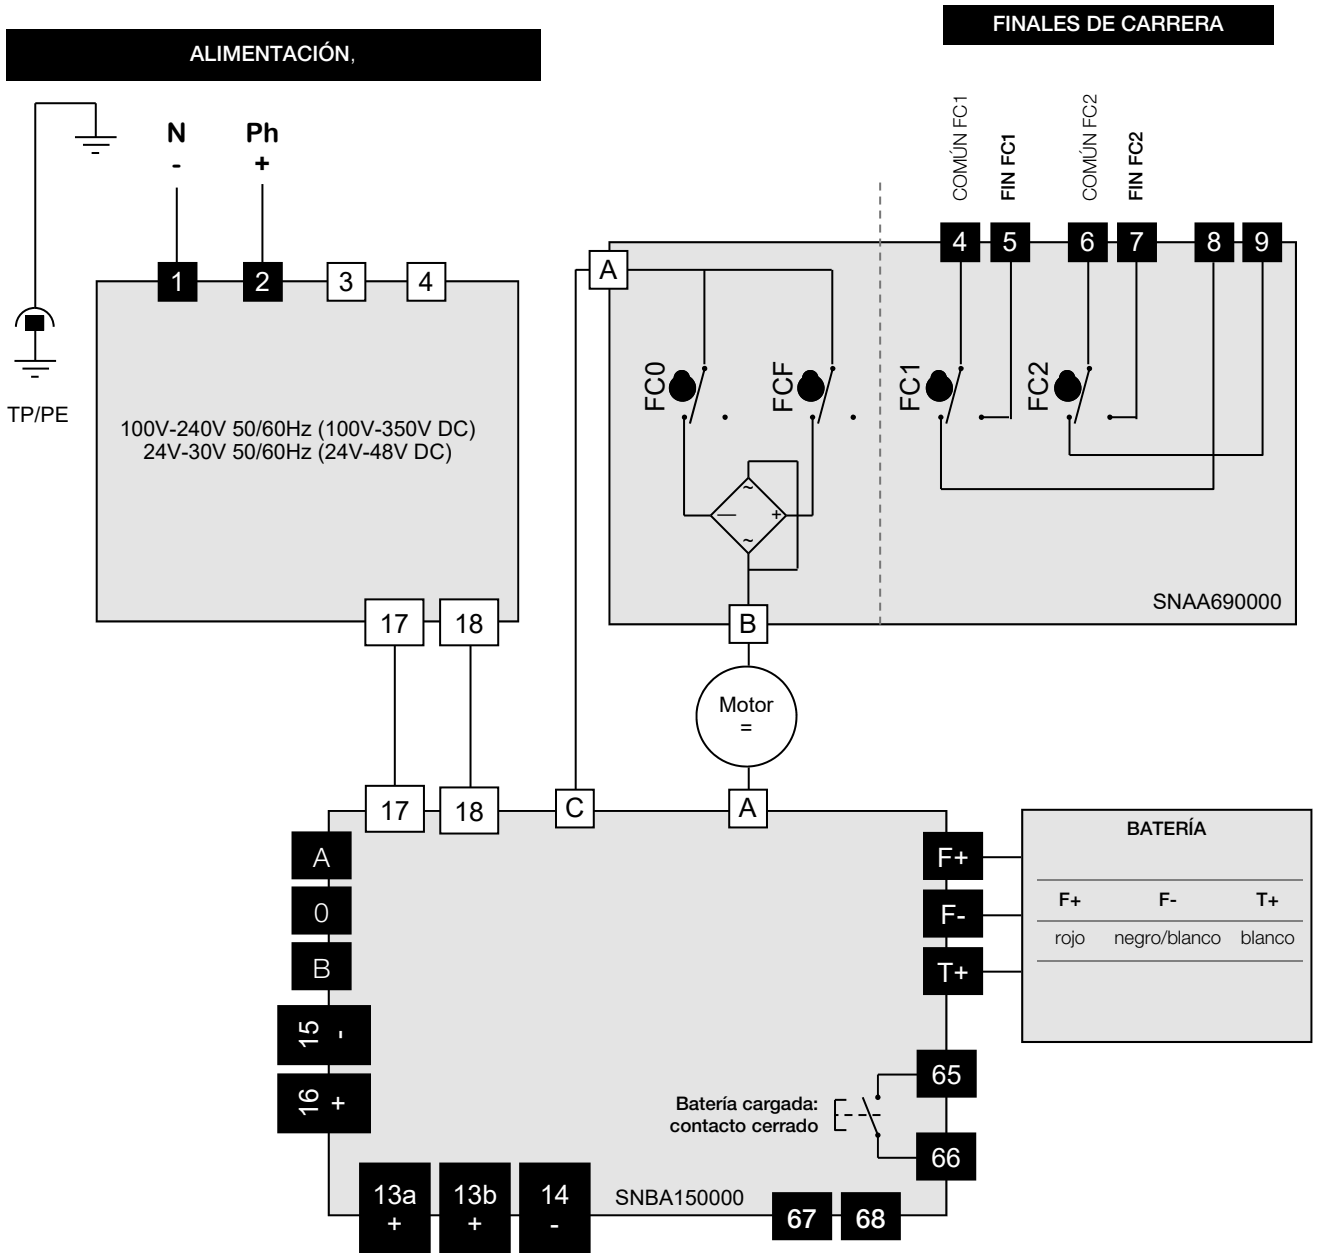 ALIMENTACIÓN,
FINALES DE CARRERA
N
-
Ph
+
COMÚN FC1
FIN FC1
COMÚN FC2
FIN FC2
1
2
3
4
TP/PE
100V-240V 50/60Hz (100V-350V DC)
24V-30V 50/60Hz (24V-48V DC)
17
18
A
4
5
6
7
8
9
FC0
FCF
FC1
FC2
~
—
+
~
SNAA690000
B
Motor
=
17
18
C
A
A
0
B
15 -
16 +
F+
F-
T+
BATERÍA
F+ F- T+
rojo negro/blanco blanco
Batería cargada:
contacto cerrado
65
66
13a
+
13b
+
14
-
SNBA150000
67
68